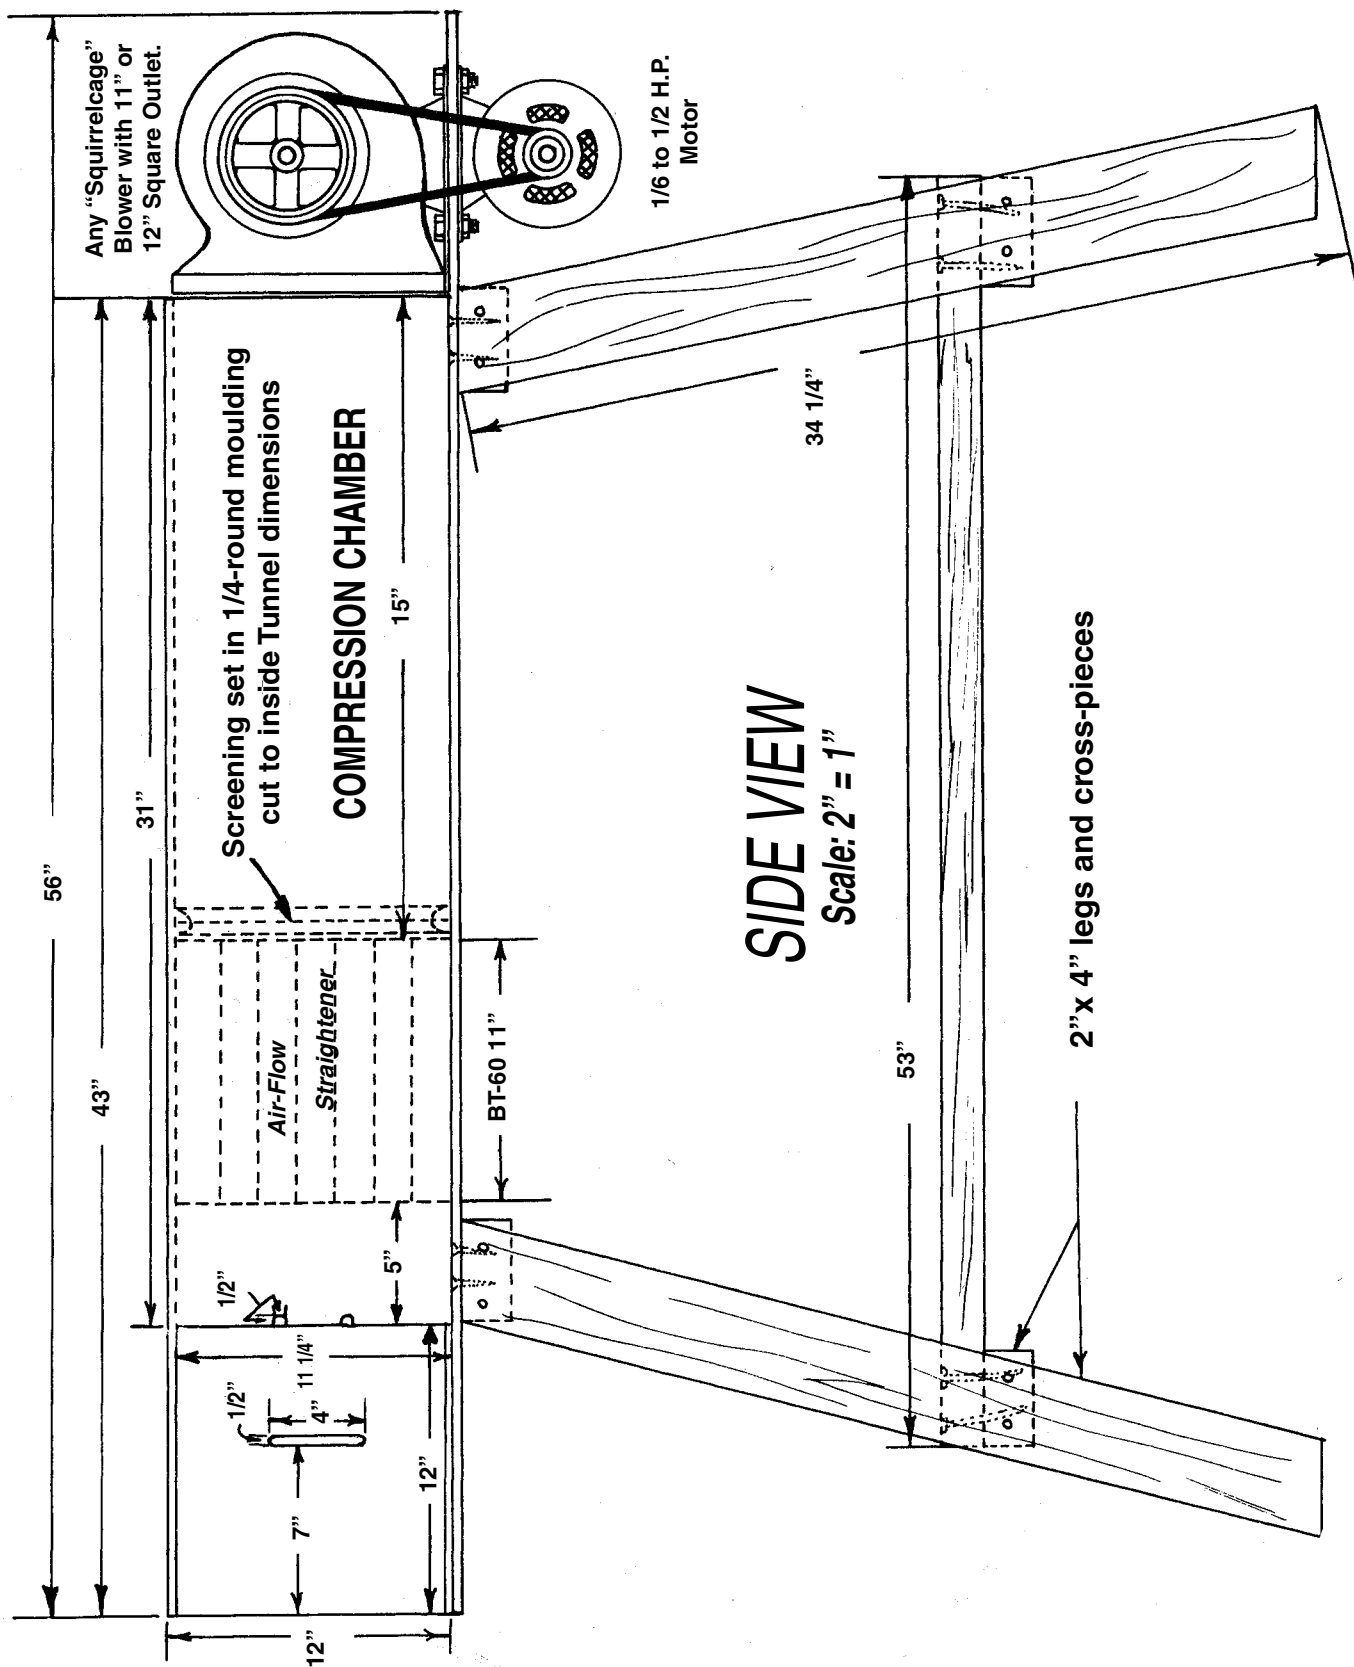 56”
43”
31”
Any “Squirrelcage”
Blower with 11” or
12” Square Outlet.
1/6 to 1/2 H.P.
Motor
Screening set in 1/4-round moulding
cut to inside Tunnel dimensions
COMPRESSION CHAMBER
15”
Air-Flow
Straightener
BT-60 11”
5”
1/2”
11 1/4”
1/2”
4”
7”
12”
12”
34 1/4”
SIDE VIEW
Scale: 2” = 1”
53”
2”x 4” legs and cross-pieces